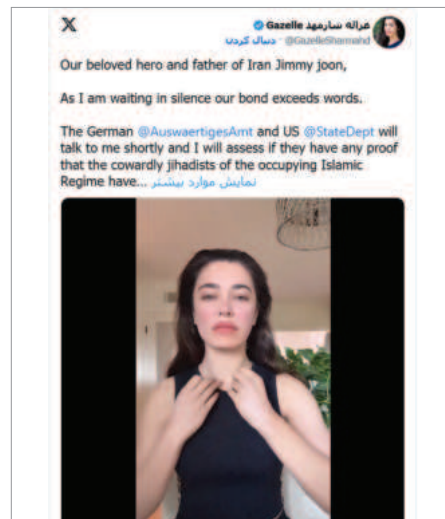 غزاله شارمهد Gazelle
@GazelleSharmahd · دنبال کردن
Our beloved hero and father of Iran Jimmy joon,
As I am waiting in silence our bond exceeds words.
The German @AuswaertigesAmt and US @StateDept will
talk to me shortly and I will assess if they have any proof
that the cowardly jihadists of the occupying Islamic
Regime have... نمایش موارد بیشتر